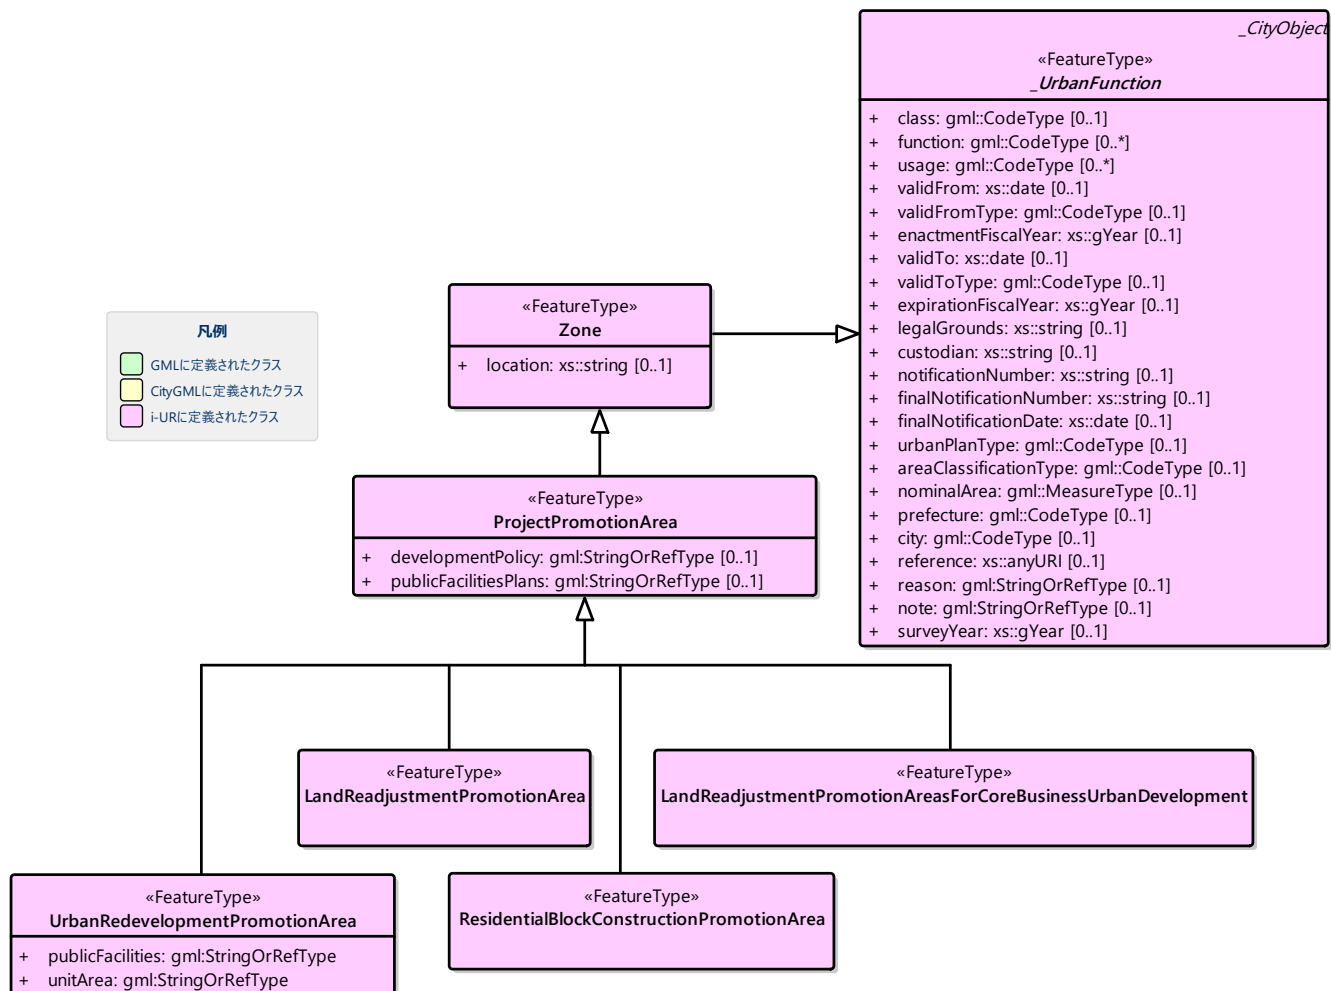 _CityObject
«FeatureType»
_UrbanFunction
+ class: gml::CodeType [0..1]
+ function: gml::CodeType [0..*]
+ usage: gml::CodeType [0..*]
+ validFrom: xs::date [0..1]
+ validFromType: gml::CodeType [0..1]
+ enactmentFiscalYear: xs::gYear [0..1]
+ validTo: xs::date [0..1]
+ validToType: gml::CodeType [0..1]
+ expirationFiscalYear: xs::gYear [0..1]
+ legalGrounds: xs::string [0..1]
+ custodian: xs::string [0..1]
+ notificationNumber: xs::string [0..1]
+ finalNotificationNumber: xs::string [0..1]
+ finalNotificationDate: xs::date [0..1]
+ urbanPlanType: gml::CodeType [0..1]
+ areaClassificationType: gml::CodeType [0..1]
+ nominalArea: gml::MeasureType [0..1]
+ prefecture: gml::CodeType [0..1]
+ city: gml::CodeType [0..1]
+ reference: xs::anyURI [0..1]
+ reason: gml:StringOrRefType [0..1]
+ note: gml:StringOrRefType [0..1]
+ surveyYear: xs::gYear [0..1]
«FeatureType»
Zone
+ location: xs::string [0..1]
凡例
GMLに定義されたクラス
CityGMLに定義されたクラス
i-URに定義されたクラス
«FeatureType»
ProjectPromotionArea
+ developmentPolicy: gml:StringOrRefType [0..1]
+ publicFacilitiesPlans: gml:StringOrRefType [0..1]
«FeatureType»
LandReadjustmentPromotionArea
«FeatureType»
LandReadjustmentPromotionAreasForCoreBusinessUrbanDevelopment
«FeatureType»
UrbanRedevelopmentPromotionArea
+ publicFacilities: gml:StringOrRefType
+ unitArea: gml:StringOrRefType
«FeatureType»
ResidentialBlockConstructionPromotionArea